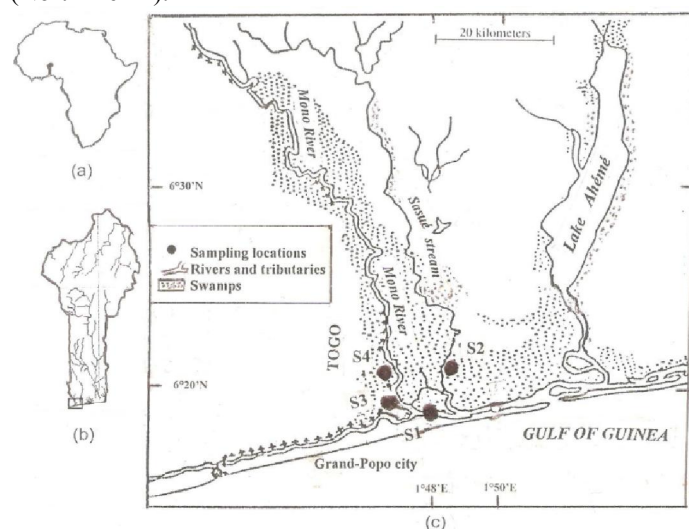 20 kilometers
Mono River
(a)
6°30'N
Sasué stream
Lake Ahémé
Sampling locations
Rivers and tributaries
Swamps
Mono River
TOGO
S4
S2
6°20'N
S3
S1
(b)
GULF OF GUINEA
Grand-Popo city
1°48'E
1°50'E
(c)